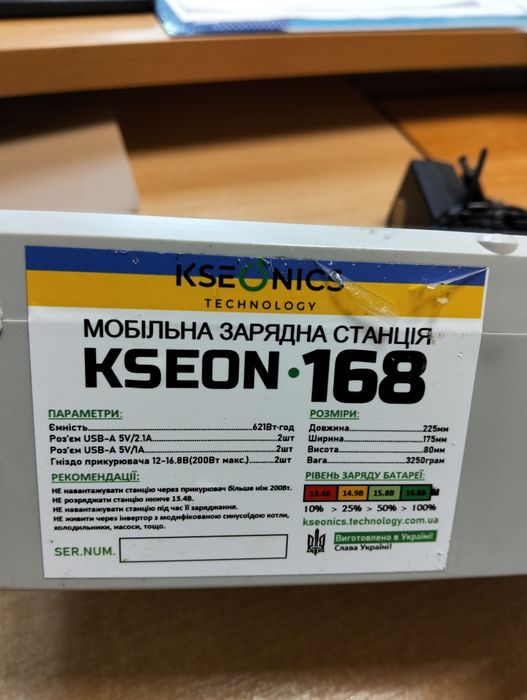 KSEONICS
TECHNOLOGY
МОБІЛЬНА ЗАРЯДНА СТАНЦІЯ
KSEON·168
ПАРАМЕТРИ:
Ємність 621Вт·год
Роз'єм USB-A 5V/2.1A 2шт
Роз'єм USB-A 5V/1A 2шт
Гніздо прикурювача 12-16.8В(200Вт макс.) 2шт
РЕКОМЕНДАЦІЇ:
НЕ навантажувати станцію через прикурювач більше ніж 200Вт.
НЕ розряджати станцію нижче 13.4В.
НЕ навантажувати станцію під час її заряджання.
НЕ живити через інвертор з модифікованою синусоїдою котли,
холодильники, насоси, тощо.
SER.NUM.
РОЗМІРИ:
Довжина 225мм
Ширина 175мм
Висота 80мм
Вага 3250грам
РІВЕНЬ ЗАРЯДУ БАТАРЕЇ:
13.4В 14.9В 15.8В 16.8В
10% > 25% > 50% > 100%
kseonics.technology.com.ua
Виготовлено в Україні!
Слава Україні!